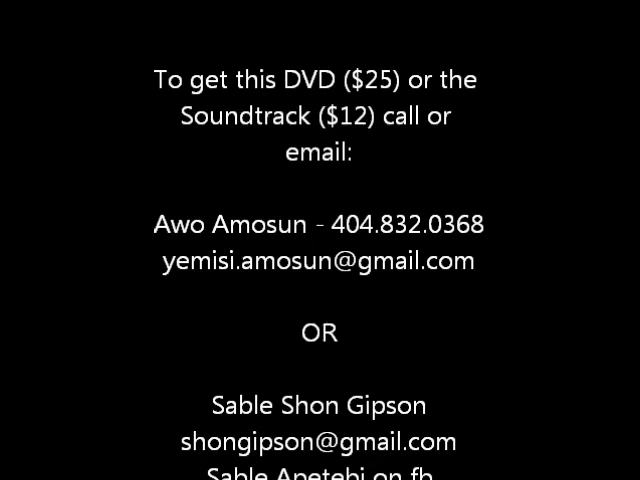 To get this DVD ($25) or the
Soundtrack ($12) call or
email:
Awo Amosun - 404.832.0368
yemisi.amosun@gmail.com
OR
Sable Shon Gipson
shongipson@gmail.com
Sable Apetebi on fb